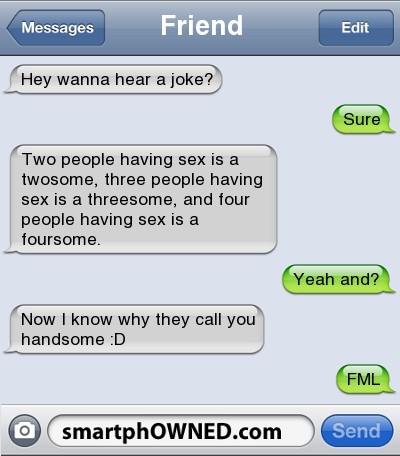 Messages
Friend
Edit
Hey wanna hear a joke?
Sure
Two people having sex is a
twosome, three people having
sex is a threesome, and four
people having sex is a
foursome.
Yeah and?
Now I know why they call you
handsome :D
FML
smartphOWNED.com
Send